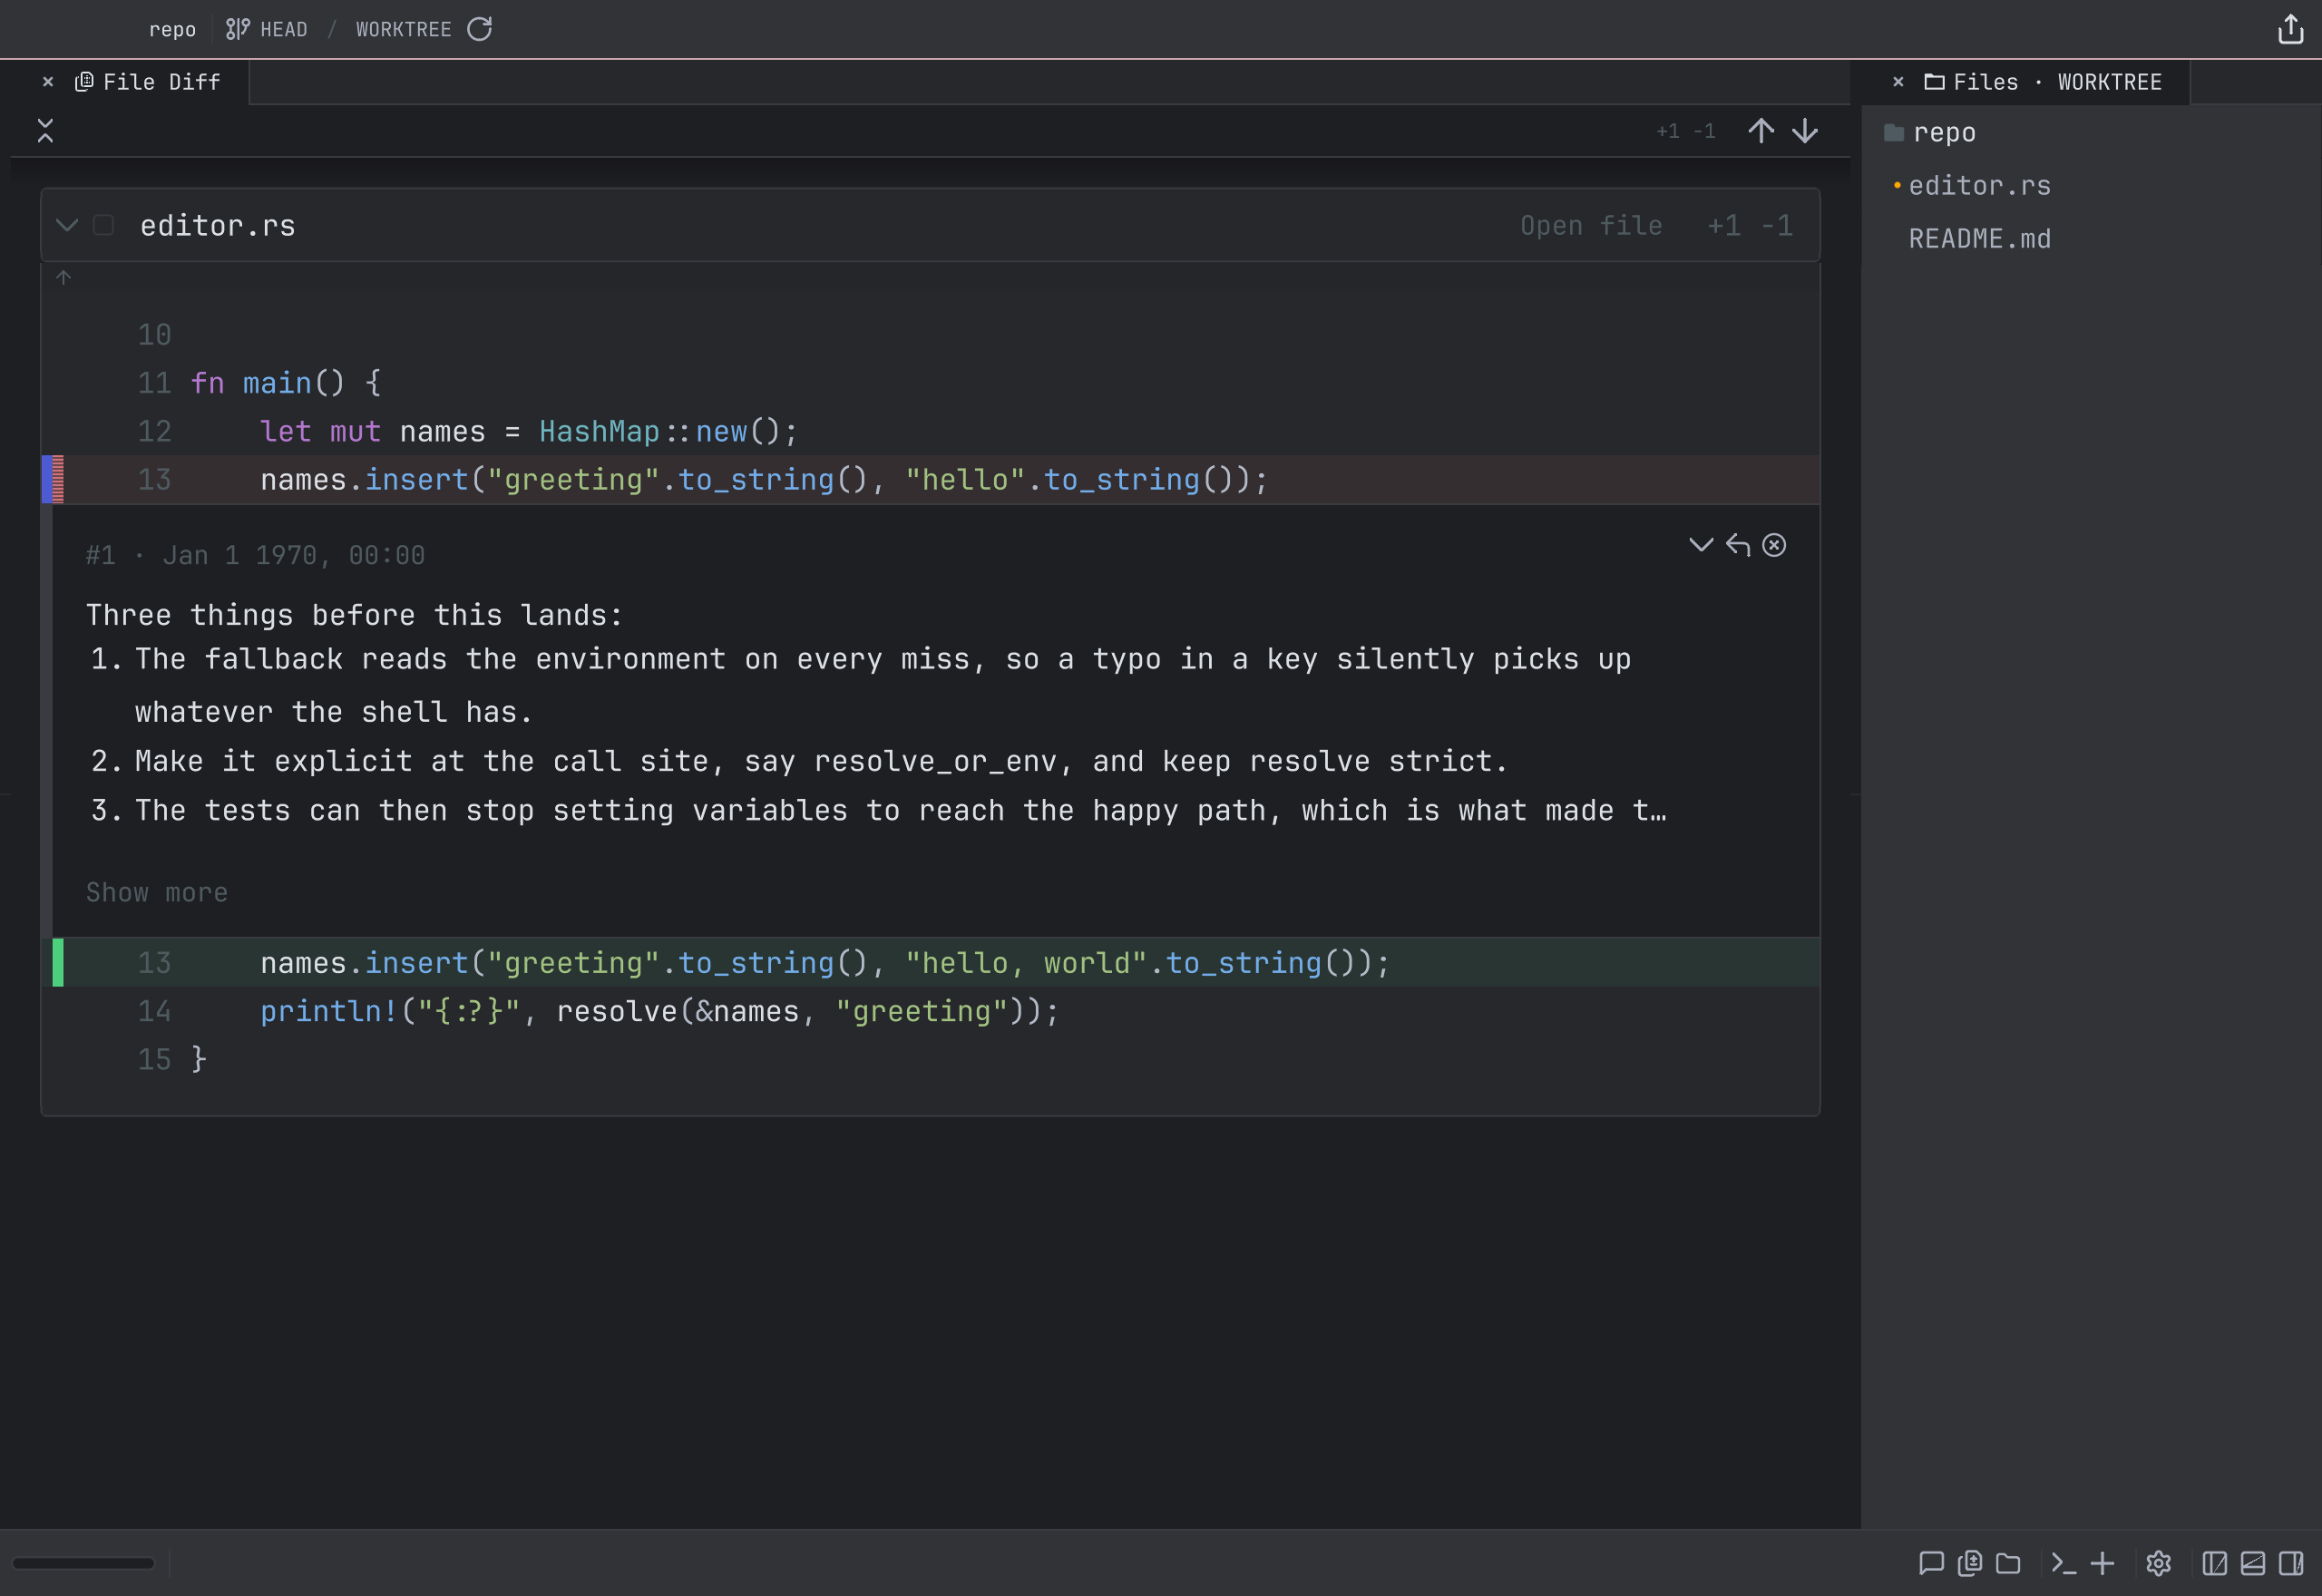 repo HEAD / WORKTREE
× File Diff
× Files · WORKTREE
+1 -1
repo
editor.rs
README.md
editor.rs Open file +1 -1
10
11 fn main() {
12     let mut names = HashMap::new();
13     names.insert("greeting".to_string(), "hello".to_string());
#1 · Jan 1 1970, 00:00
Three things before this lands:
1. The fallback reads the environment on every miss, so a typo in a key silently picks up
whatever the shell has.
2. Make it explicit at the call site, say resolve_or_env, and keep resolve strict.
3. The tests can then stop setting variables to reach the happy path, which is what made t…
Show more
13     names.insert("greeting".to_string(), "hello, world".to_string());
14     println!("{:?}", resolve(&names, "greeting"));
15 }